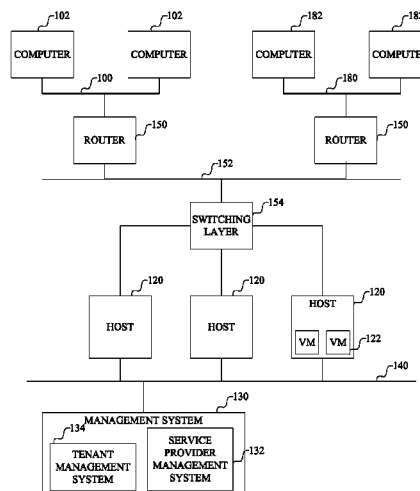 102
102
182
182
COMPUTER
COMPUTER
COMPUTER
COMPUTER
100
180
150
150
ROUTER
ROUTER
152
154
SWITCHING
LAYER
120
120
120
HOST
HOST
HOST
VM
VM
122
140
130
MANAGEMENT SYSTEM
134
132
TENANT
MANAGEMENT
SYSTEM
SERVICE
PROVIDER
MANAGEMENT
SYSTEM